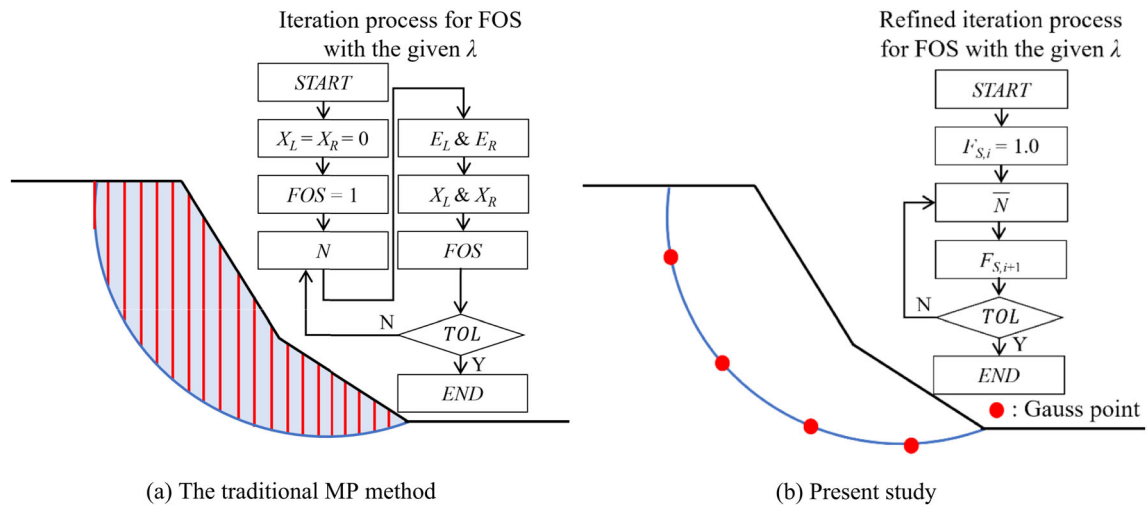 Iteration process for FOS
with the given λ
START
X_L = X_R = 0
FOS = 1
N
E_L & E_R
X_L & X_R
FOS
TOL
N
Y
END
(a) The traditional MP method
Refined iteration process
for FOS with the given λ
START
F_{S,i} = 1.0
N̅
F_{S,i+1}
TOL
N
Y
END
: Gauss point
(b) Present study